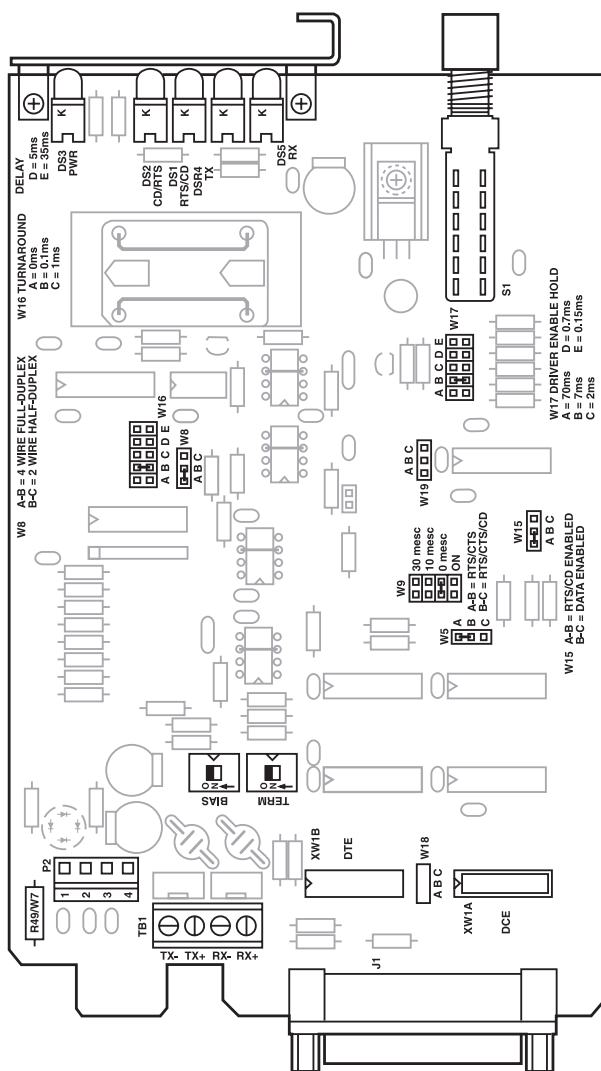 DELAY
D = 5ms
E = 35ms
W16 TURNAROUND
A = 0ms
B = 0.1ms
C = 1ms
W8
A-B = 4 WIRE FULL-DUPLEX
B-C = 2 WIRE HALF-DUPLEX
K
K
K
K
K
DS3
PWR
DS2
CD/RTS
DS1
RTS/CD
DSR4
TX
DS5
RX
S1
W17
A B C D E
W17 DRIVER ENABLE HOLD
A = 70ms
B = 7ms
C = 2ms
D = 0.7ms
E = 0.15ms
W16
A B C D E
W8
A B C
A B C
W19
W9
30 mesc
10 mesc
0 mesc
ON
W15
A B C
W5
A
B
C
A-B = RTS/CTS
B-C = RTS/CTS/CD
W15
A-B = RTS/CD ENABLED
B-C = DATA ENABLED
ON
BIAS
ON
TERM
P2
1
2
3
4
R49/W7
TB1
TX-
TX+
RX-
RX+
XW1B
DTE
W18
A B C
XW1A
DCE
J1